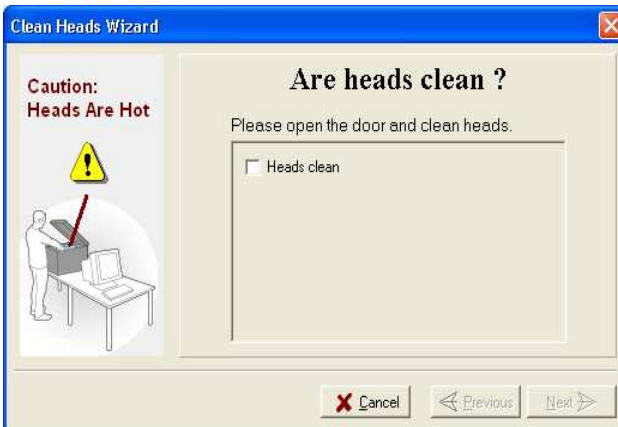 Clean Heads Wizard
Caution:
Heads Are Hot
Are heads clean ?
Please open the door and clean heads.
Heads clean
Cancel
Previous
Next